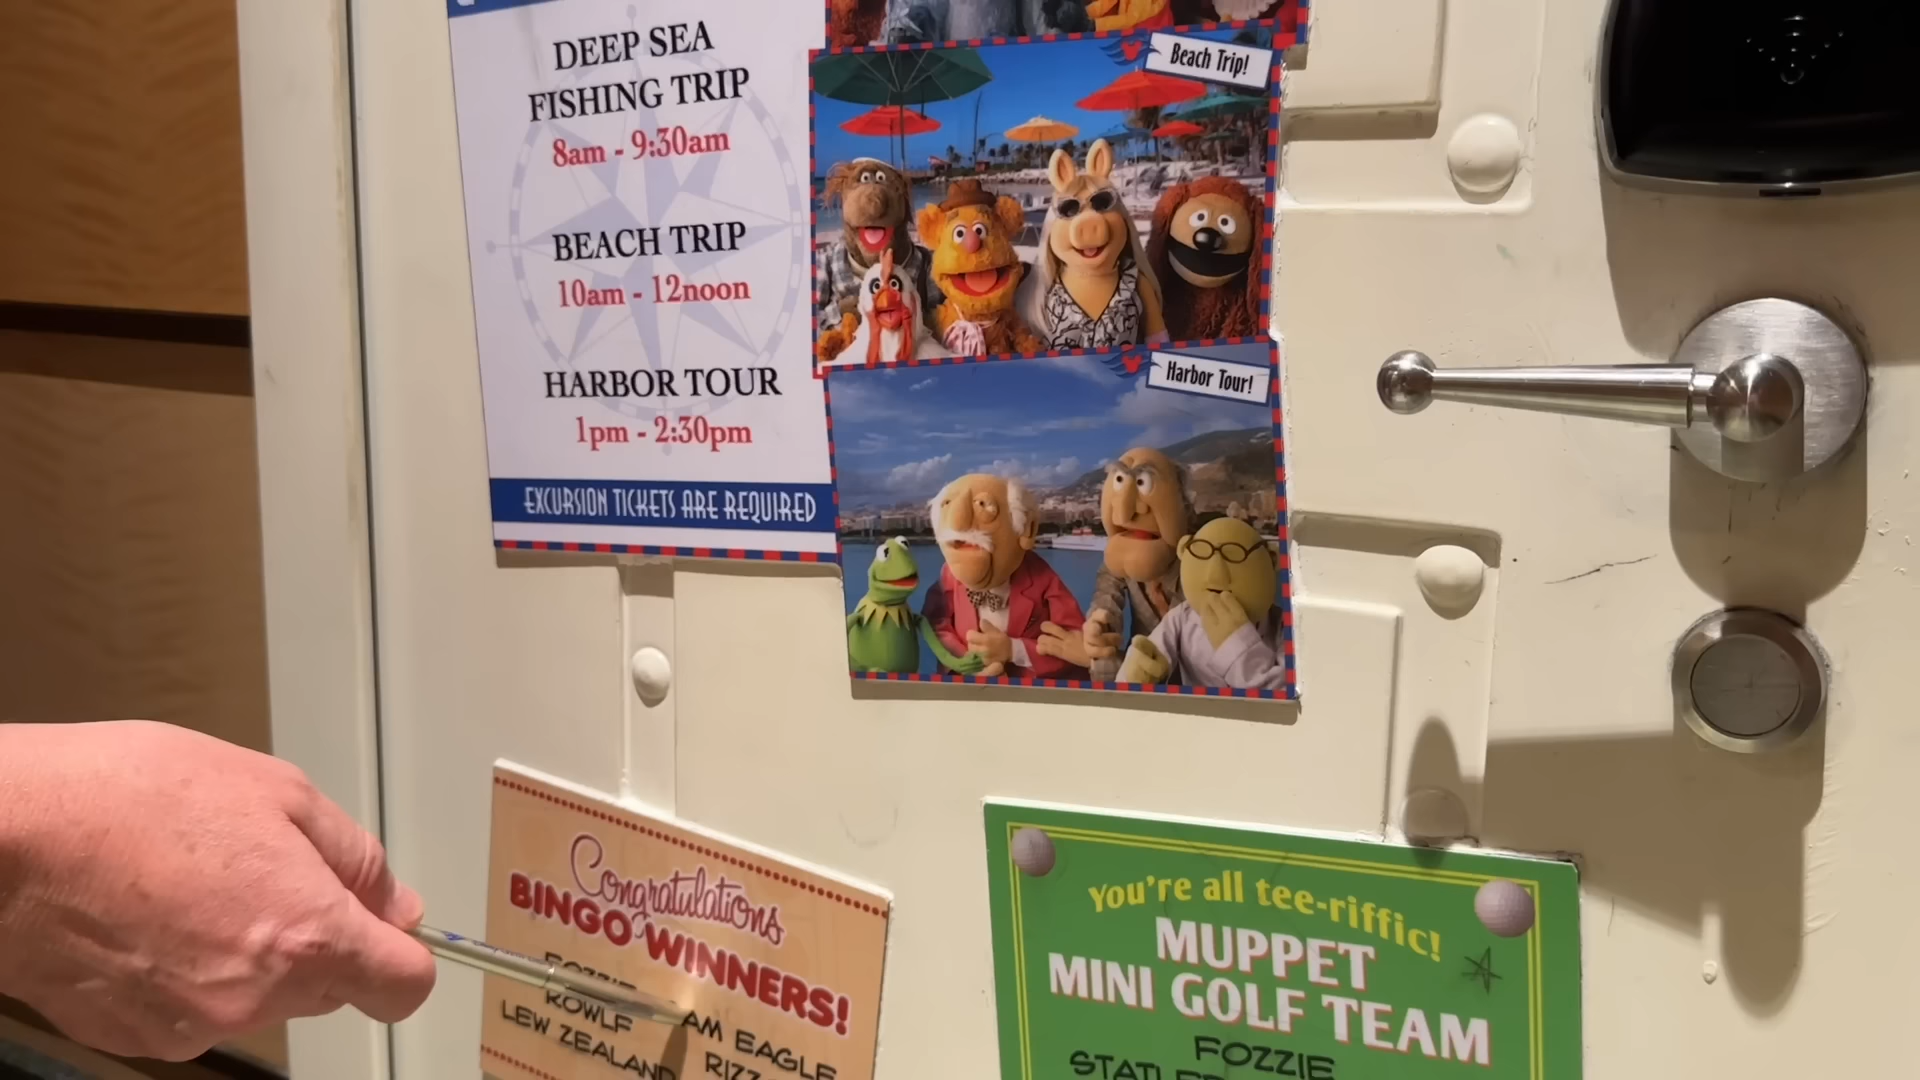 DEEP SEA
FISHING TRIP
8am - 9:30am
BEACH TRIP
10am - 12noon
HARBOR TOUR
1pm - 2:30pm
EXCURSION TICKETS ARE REQUIRED
Beach Trip!
Harbor Tour!
Congratulations
BINGO WINNERS!
FOZZIE
ROWLF
AM EAGLE
LEW ZEALAND
You're all tee-riffic!
MUPPET
MINI GOLF TEAM
FOZZIE